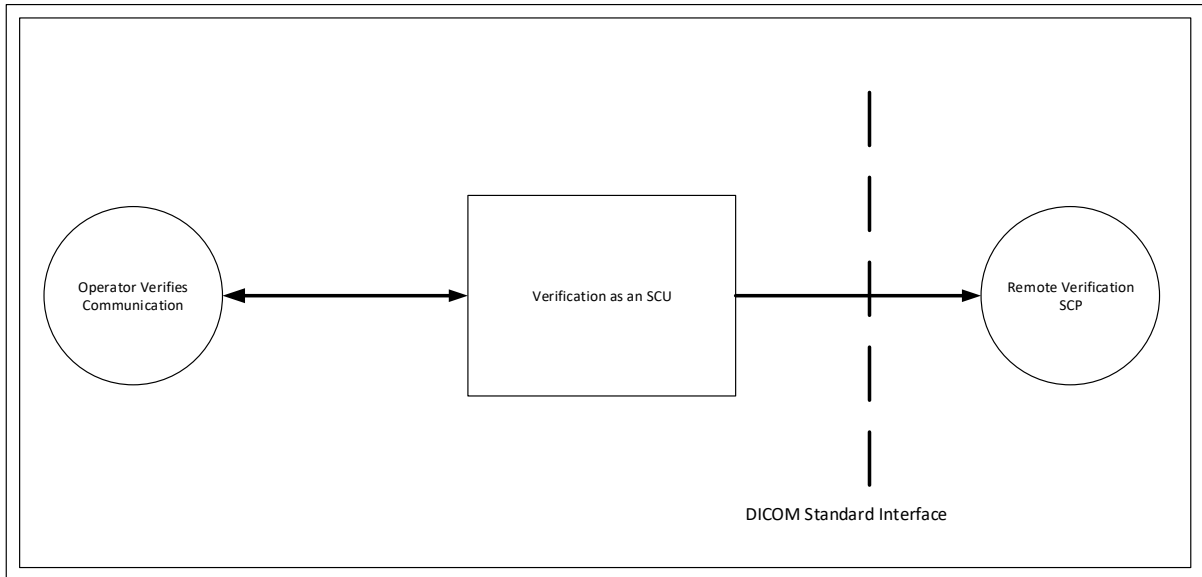 Operator Verifies
Communication
Verification as an SCU
Remote Verification
SCP
DICOM Standard Interface